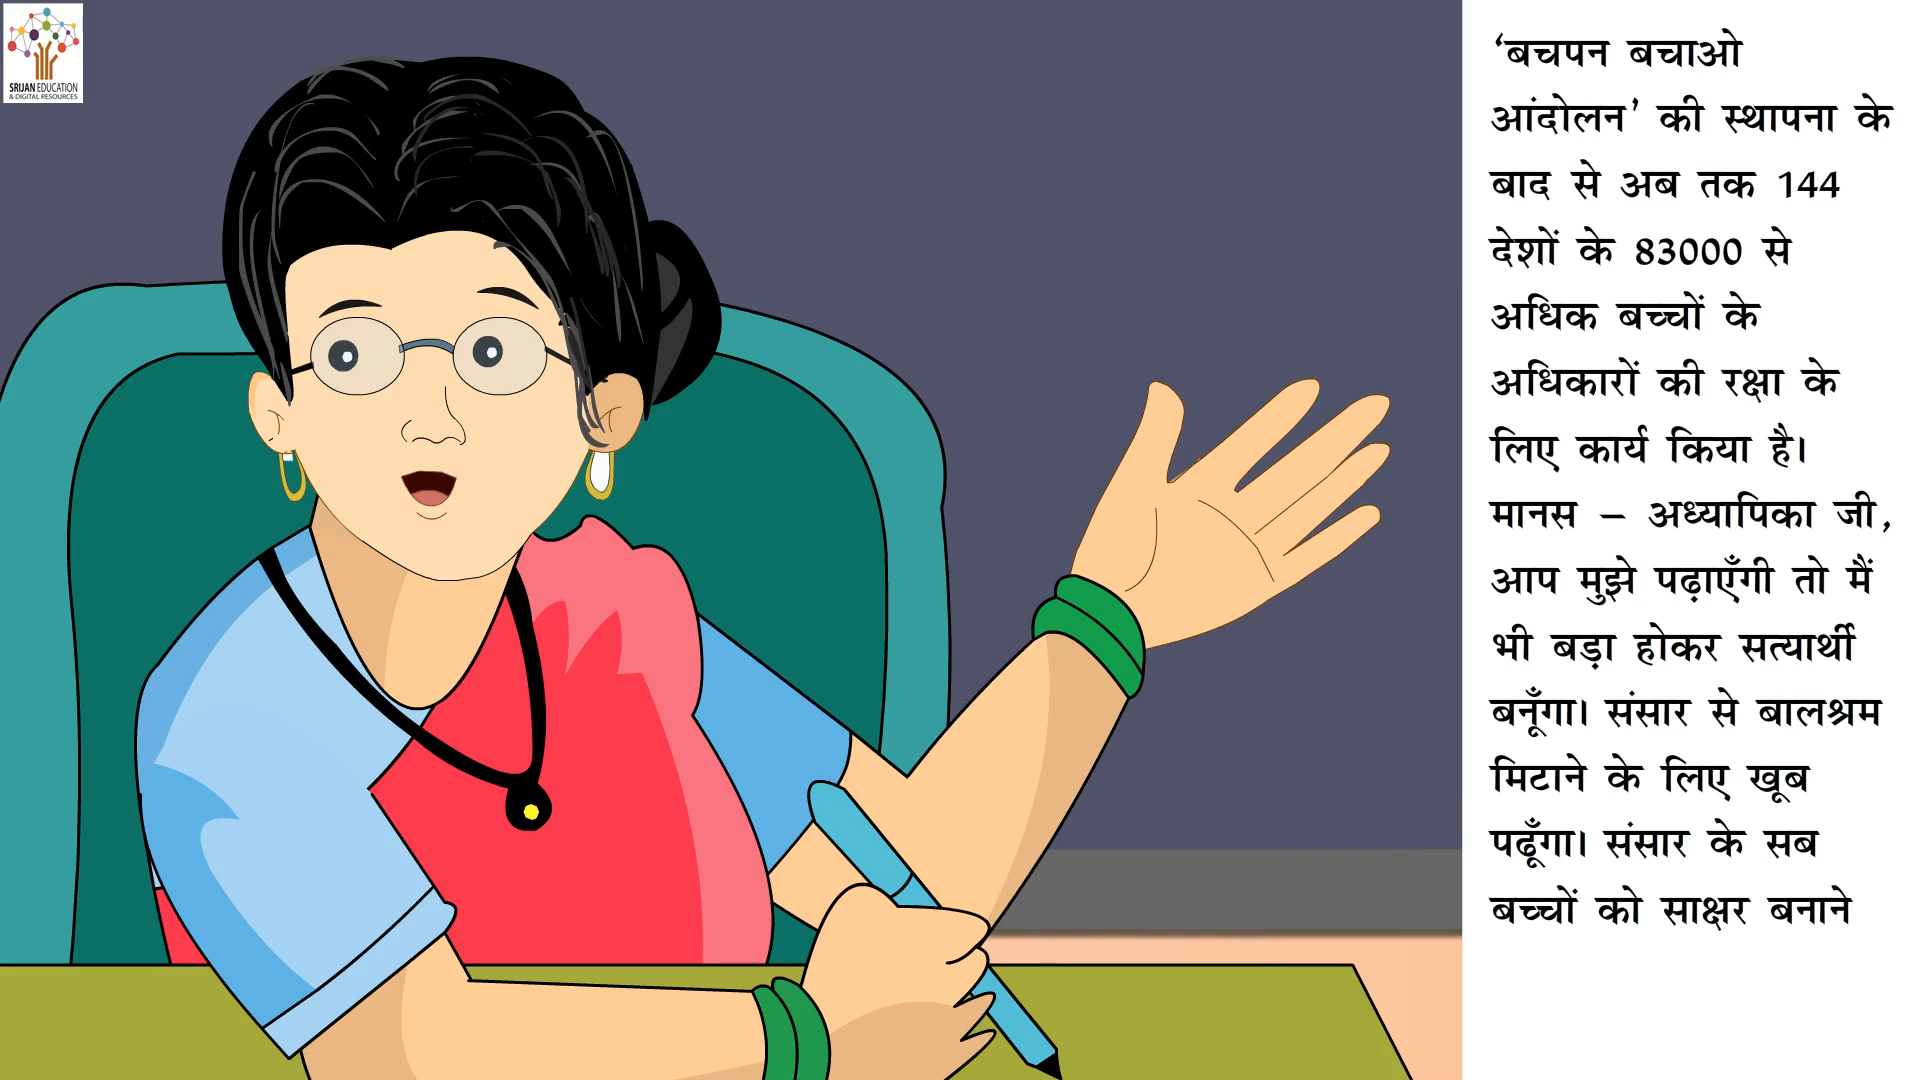 SRIJAN EDUCATION
& DIGITAL RESOURCES
‘बचपन बचाओ
आंदोलन’ की स्थापना के
बाद से अब तक 144
देशों के 83000 से
अधिक बच्चों के
अधिकारों की रक्षा के
लिए कार्य किया है।
मानस – अध्यापिका जी,
आप मुझे पढ़ाएँगी तो मैं
भी बड़ा होकर सत्यार्थी
बनूँगा। संसार से बालश्रम
मिटाने के लिए खूब
पढूँगा। संसार के सब
बच्चों को साक्षर बनाने